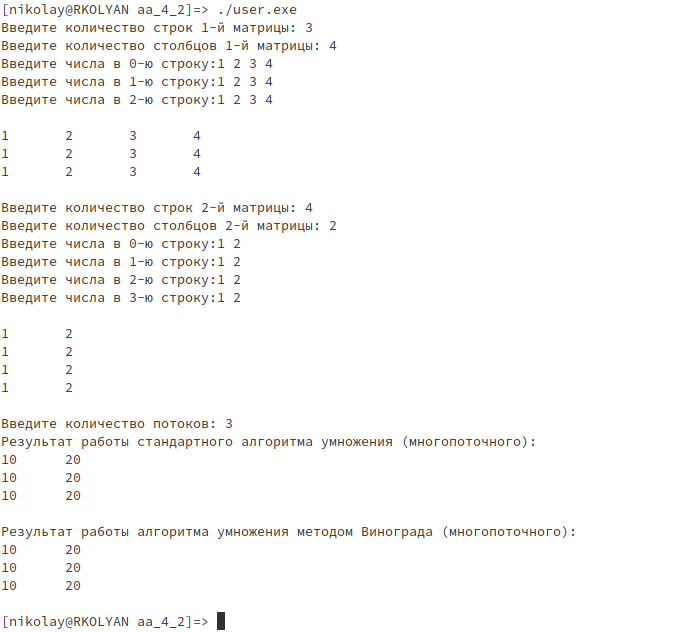 [nikolay@RKOLYAN aa_4_2]=> ./user.exe
Введите количество строк 1-й матрицы: 3
Введите количество столбцов 1-й матрицы: 4
Введите числа в 0-ю строку:1 2 3 4
Введите числа в 1-ю строку:1 2 3 4
Введите числа в 2-ю строку:1 2 3 4
1 2 3 4
1 2 3 4
1 2 3 4
Введите количество строк 2-й матрицы: 4
Введите количество столбцов 2-й матрицы: 2
Введите числа в 0-ю строку:1 2
Введите числа в 1-ю строку:1 2
Введите числа в 2-ю строку:1 2
Введите числа в 3-ю строку:1 2
1 2
1 2
1 2
1 2
Введите количество потоков: 3
Результат работы стандартного алгоритма умножения (многопоточного):
10 20
10 20
10 20
Результат работы алгоритма умножения методом Винограда (многопоточного):
10 20
10 20
10 20
[nikolay@RKOLYAN aa_4_2]=>